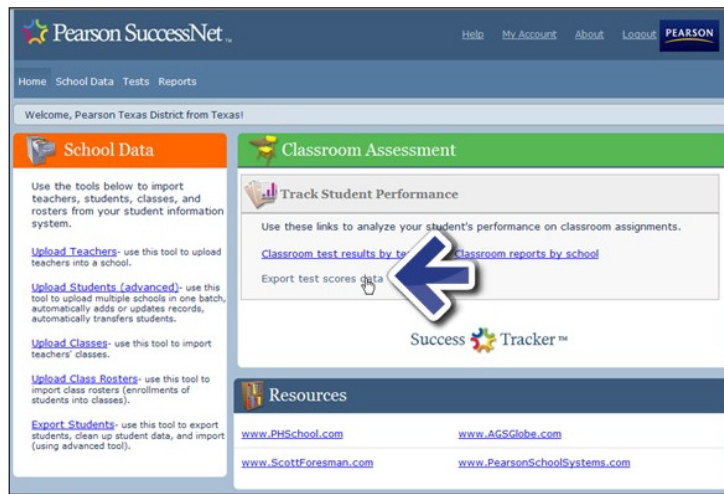 Pearson SuccessNet™
Help My Account About Logout PEARSON
Home School Data Tests Reports
Welcome, Pearson Texas District from Texas!
School Data
Use the tools below to import
teachers, students, classes, and
rosters from your student information
system.
Upload Teachers- use this tool to upload
teachers into a school.
Upload Students (advanced)- use this
tool to upload multiple schools in one batch,
automatically adds or updates records,
automatically transfers students.
Upload Classes- use this tool to import
teachers' classes.
Upload Class Rosters- use this tool to
import class rosters (enrollments of
students into classes).
Export Students- use this tool to export
students, clean up student data, and import
(using advanced tool).
Classroom Assessment
Track Student Performance
Use these links to analyze your student's performance on classroom assignments.
Classroom test results by Classroom reports by school
Export test scores data
Success Tracker™
Resources
www.PHSchool.com www.AGSGlobe.com
www.ScottForesman.com www.PearsonSchoolSystems.com